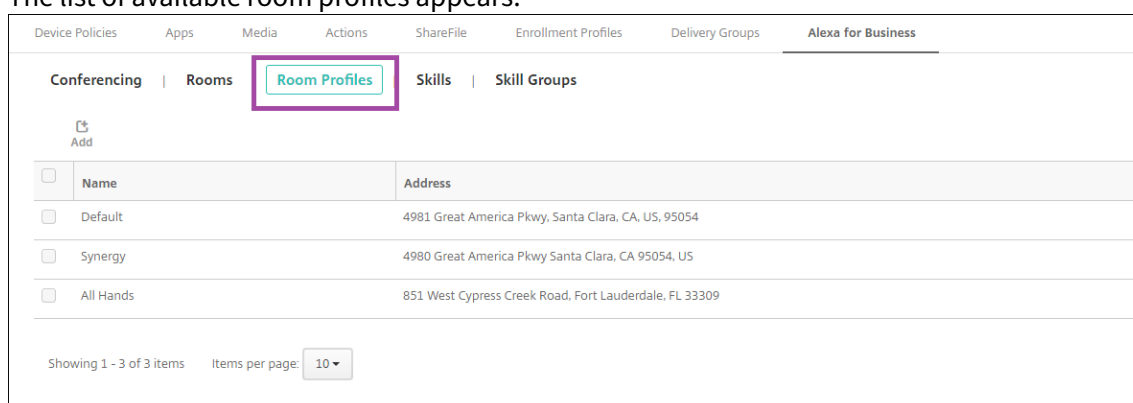 The list of available room profiles appears.
Device Policies Apps Media Actions ShareFile Enrollment Profiles Delivery Groups Alexa for Business
Conferencing | Rooms Room Profiles | Skills | Skill Groups
Add
Name Address
Default 4981 Great America Pkwy, Santa Clara, CA, US, 95054
Synergy 4980 Great America Pkwy Santa Clara, CA 95054, US
All Hands 851 West Cypress Creek Road, Fort Lauderdale, FL 33309
Showing 1 - 3 of 3 items Items per page: 10